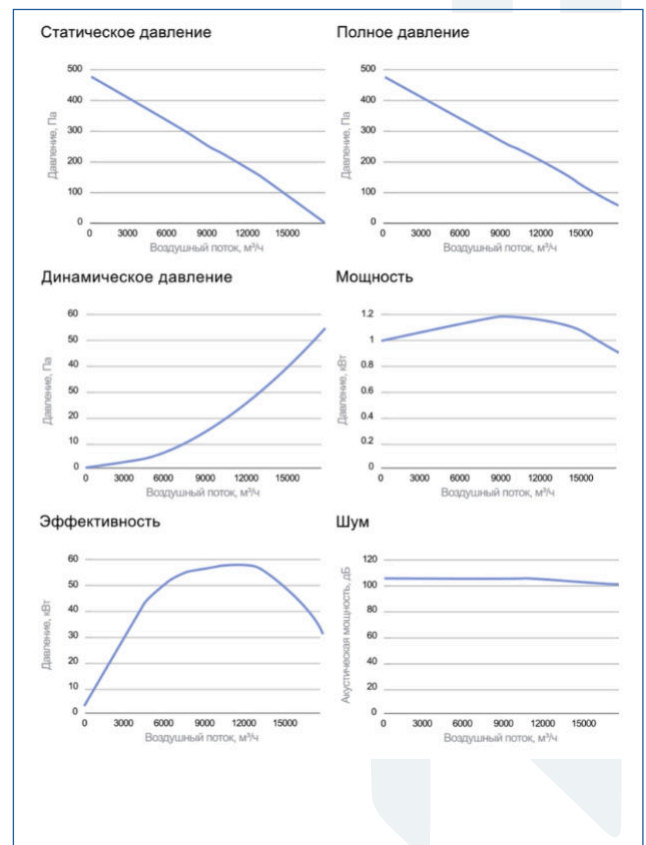 Статическое давление
Давление, Па
500
400
300
200
100
0
0 3000 6000 9000 12000 15000
Воздушный поток, м³/ч
Полное давление
Давление, Па
500
400
300
200
100
0
0 3000 6000 9000 12000 15000
Воздушный поток, м³/ч
Динамическое давление
Давление, Па
60
50
40
50
20
10
0
0 3000 6000 9000 12000 15000
Воздушный поток, м³/ч
Мощность
Давление, кВт
1.2
1
0.8
0.6
0.4
0.2
0
0 3000 6000 9000 12000 15000
Воздушный поток, м³/ч
Эффективность
Давление, кВт
60
50
40
30
20
10
0
0 3000 6000 9000 12000 15000
Воздушный поток, м³/ч
Шум
Акустическая мощность, дБ
120
100
80
60
40
20
0
0 3000 6000 9000 12000 15000
Воздушный поток, м³/ч